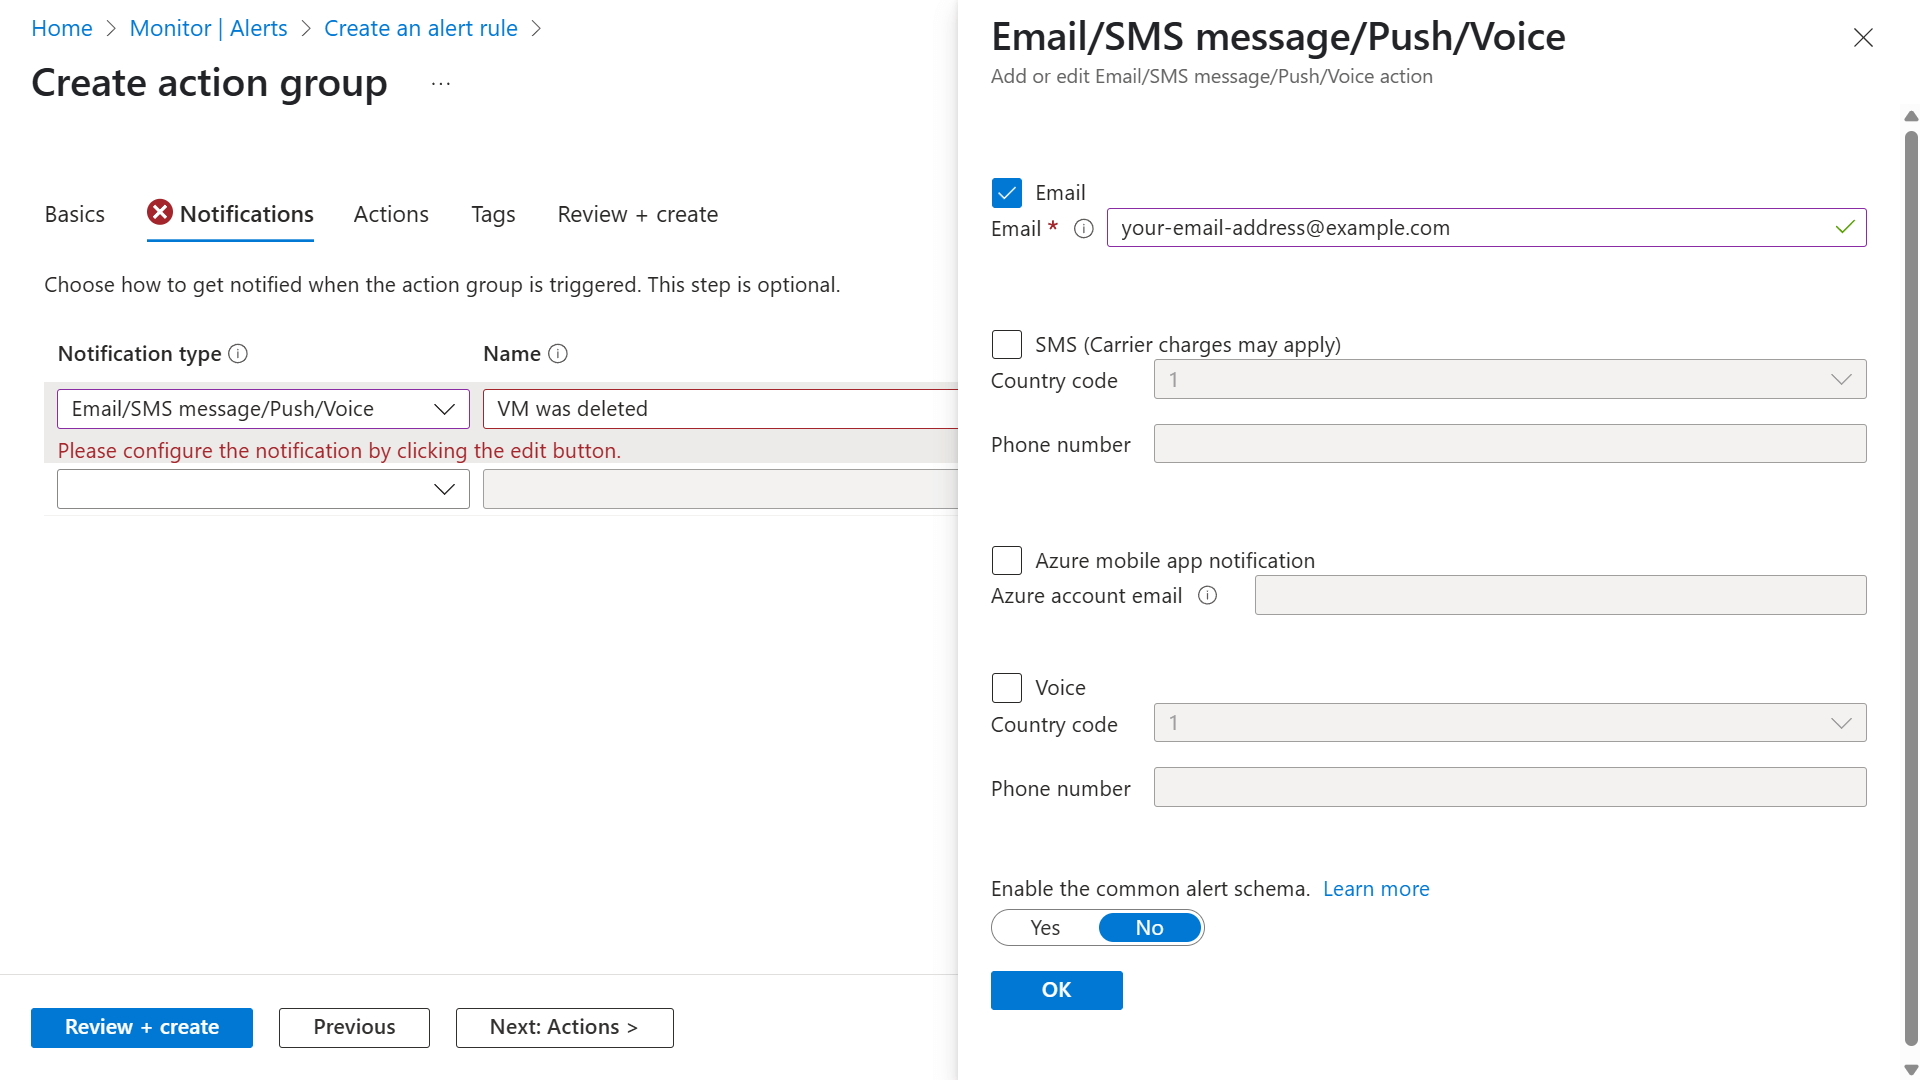 Home > Monitor | Alerts > Create an alert rule >
Create action group ...
Basics Notifications Actions Tags Review + create
Choose how to get notified when the action group is triggered. This step is optional.
Notification type Name
Email/SMS message/Push/Voice VM was deleted
Please configure the notification by clicking the edit button.
Review + create Previous Next: Actions >
Email/SMS message/Push/Voice
Add or edit Email/SMS message/Push/Voice action
Email
Email * your-email-address@example.com
SMS (Carrier charges may apply)
Country code 1
Phone number
Azure mobile app notification
Azure account email
Voice
Country code 1
Phone number
Enable the common alert schema. Learn more
Yes No
OK